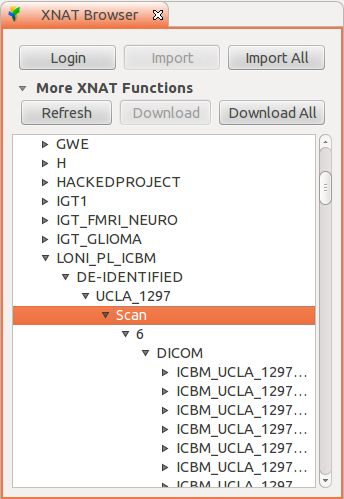 XNAT Browser
Login Import Import All
More XNAT Functions
Refresh Download Download All
GWE
H
HACKEDPROJECT
IGT1
IGT_FMRI_NEURO
IGT_GLIOMA
LONI_PL_ICBM
DE-IDENTIFIED
UCLA_1297
Scan
6
DICOM
ICBM_UCLA_1297...
ICBM_UCLA_1297...
ICBM_UCLA_1297...
ICBM_UCLA_1297...
ICBM_UCLA_1297...
ICBM_UCLA_1297...
ICBM_UCLA_1297...